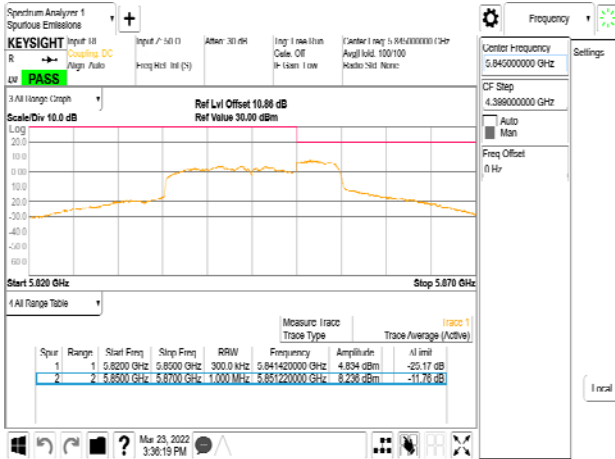 Spectrum Analyzer 1
Spurious Emissions
+
Frequency
KEYSIGHT
Input: RF
Input Z: 50 Ω
Atten: 30 dB
Trig: Free Run
Center Freq: 5.845000000 GHz
R
Coupling: DC
Gate: Off
Avg|Hold: 100/100
Align: Auto
Freq Ref: Int (S)
IF Gain: Low
Radio Std: None
PASS
Center Frequency
5.845000000 GHz
Settings
CF Step
4.399000000 GHz
Auto
Man
Freq Offset
0 Hz
3 All Range Graph
Ref Lvl Offset 10.86 dB
Scale/Div 10.0 dB
Ref Value 30.00 dBm
Log
20.0
10.0
0.00
10.0
20.0
30.0
40.0
50.0
60.0
Start 5.820 GHz
Stop 5.870 GHz
4 All Range Table
Measure Trace
Trace 1
Trace Type
Trace Average (Active)
Spur Range Start Freq Stop Freq RBW Frequency Amplitude ΔLimit
1 1 5.8200 GHz 5.8500 GHz 300.0 kHz 5.841420000 GHz 4.834 dBm -25.17 dB
2 2 5.8500 GHz 5.8700 GHz 1.000 MHz 5.851220000 GHz 8.236 dBm -11.76 dB
Local
?
Mar 23, 2022
3:36:19 PM